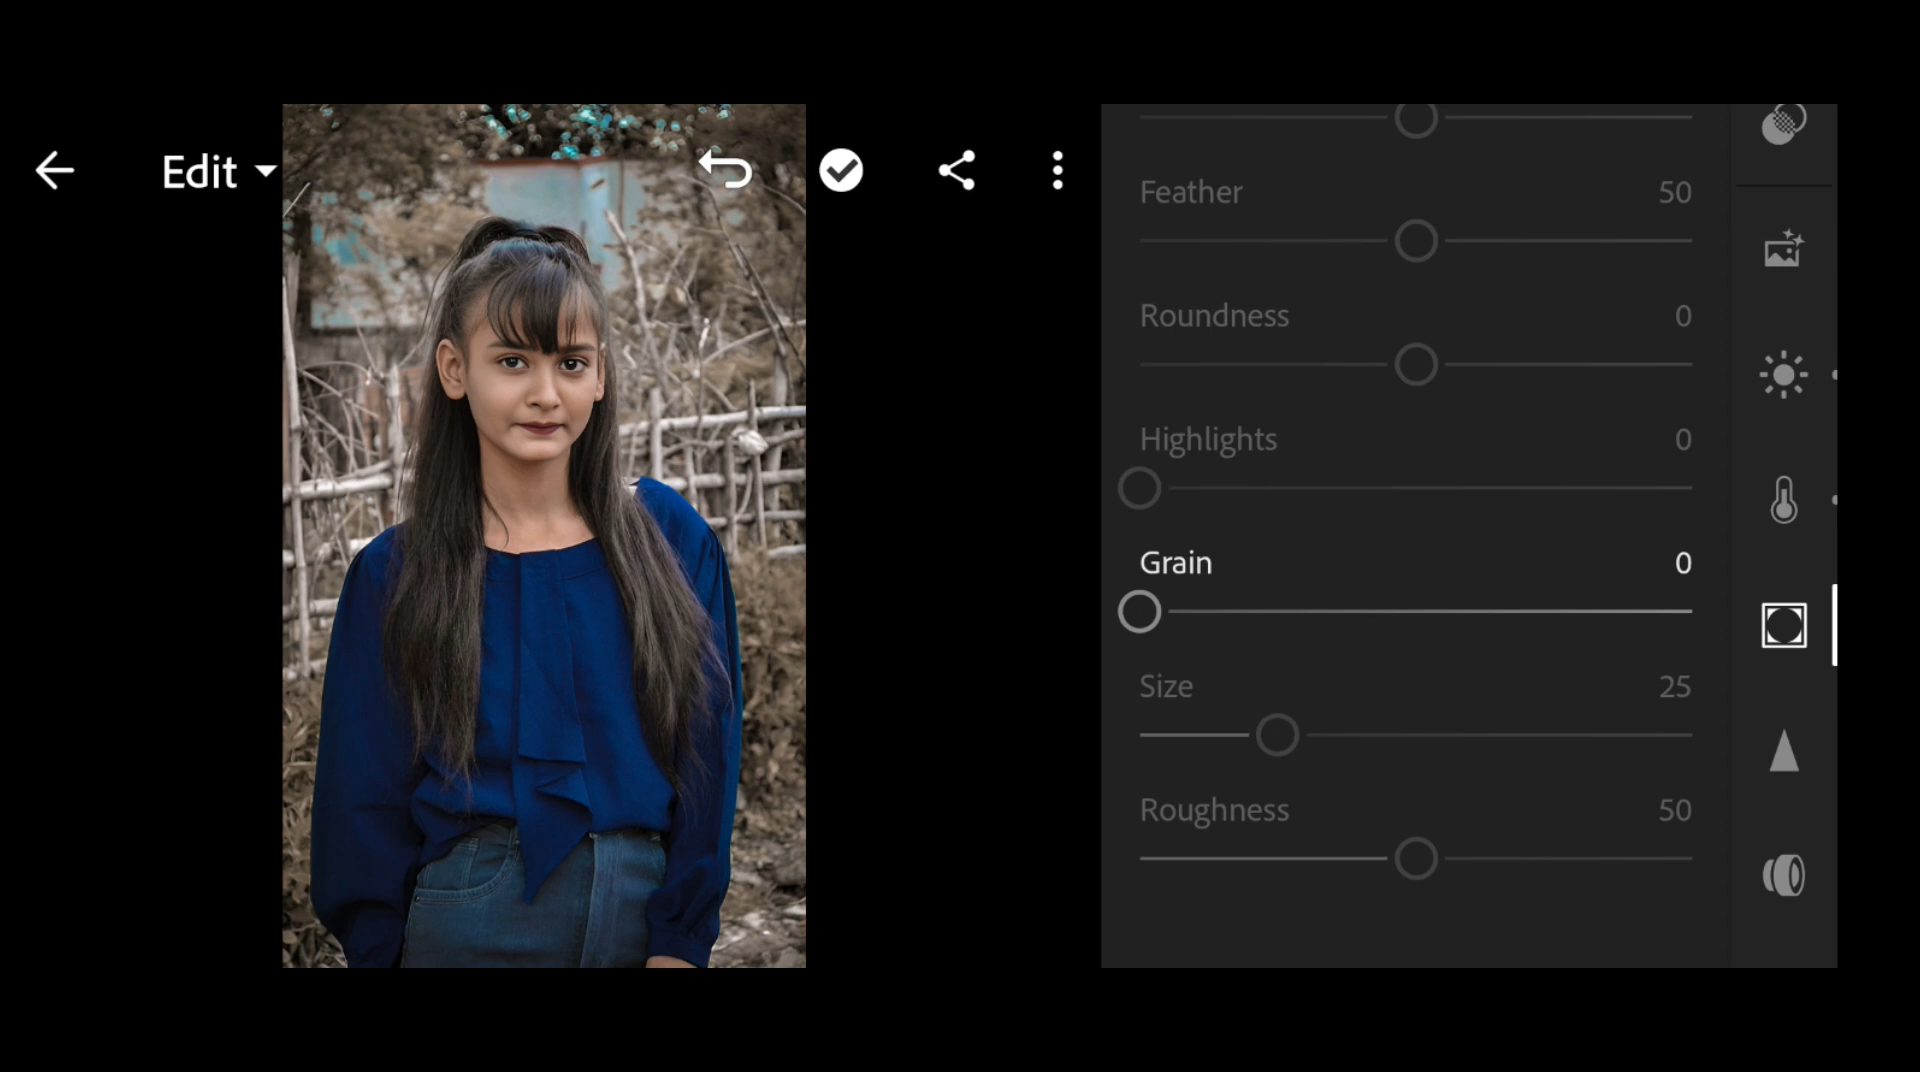 Edit
Feather 50
Roundness 0
Highlights 0
Grain 0
Size 25
Roughness 50